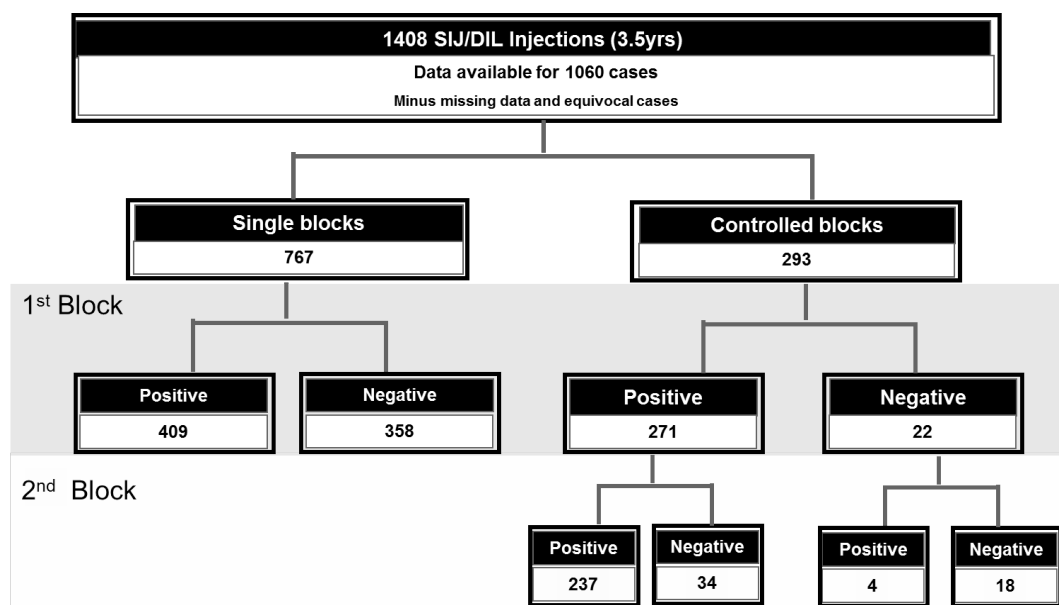 1408 SIJ/DIL Injections (3.5yrs)
Data available for 1060 cases
Minus missing data and equivocal cases
Single blocks
767
Controlled blocks
293
1st Block
Positive
409
Negative
358
Positive
271
Negative
22
2nd Block
Positive
237
Negative
34
Positive
4
Negative
18